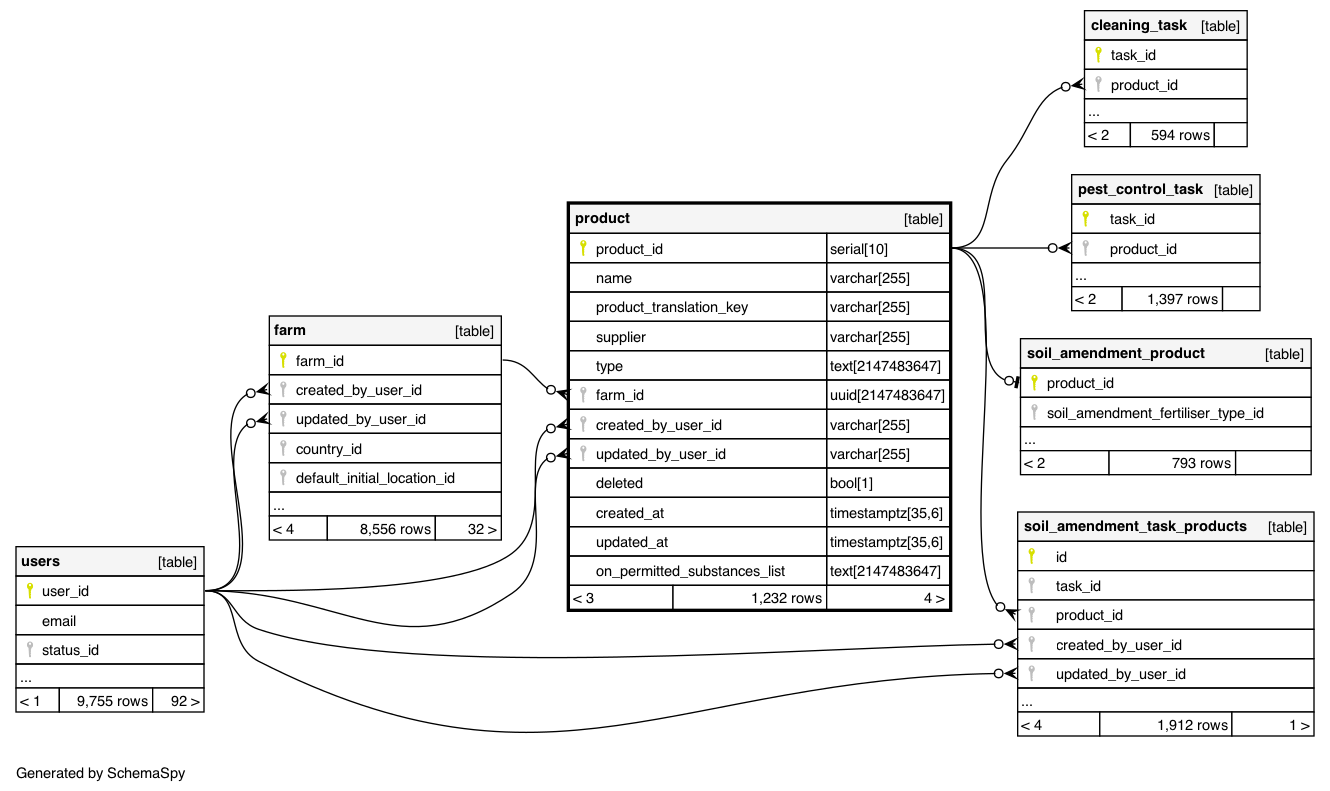 cleaning_task [table]
task_id
product_id
...
< 2 594 rows
pest_control_task [table]
task_id
product_id
...
< 2 1,397 rows
product [table]
product_id serial[10]
name varchar[255]
product_translation_key varchar[255]
supplier varchar[255]
type text[2147483647]
farm_id uuid[2147483647]
created_by_user_id varchar[255]
updated_by_user_id varchar[255]
deleted bool[1]
created_at timestamptz[35,6]
updated_at timestamptz[35,6]
on_permitted_substances_list text[2147483647]
< 3 1,232 rows 4 >
farm [table]
farm_id
created_by_user_id
updated_by_user_id
country_id
default_initial_location_id
...
< 4 8,556 rows 32 >
soil_amendment_product [table]
product_id
soil_amendment_fertiliser_type_id
...
< 2 793 rows
soil_amendment_task_products [table]
id
task_id
product_id
created_by_user_id
updated_by_user_id
...
< 4 1,912 rows 1 >
users [table]
user_id
email
status_id
...
< 1 9,755 rows 92 >
Generated by SchemaSpy